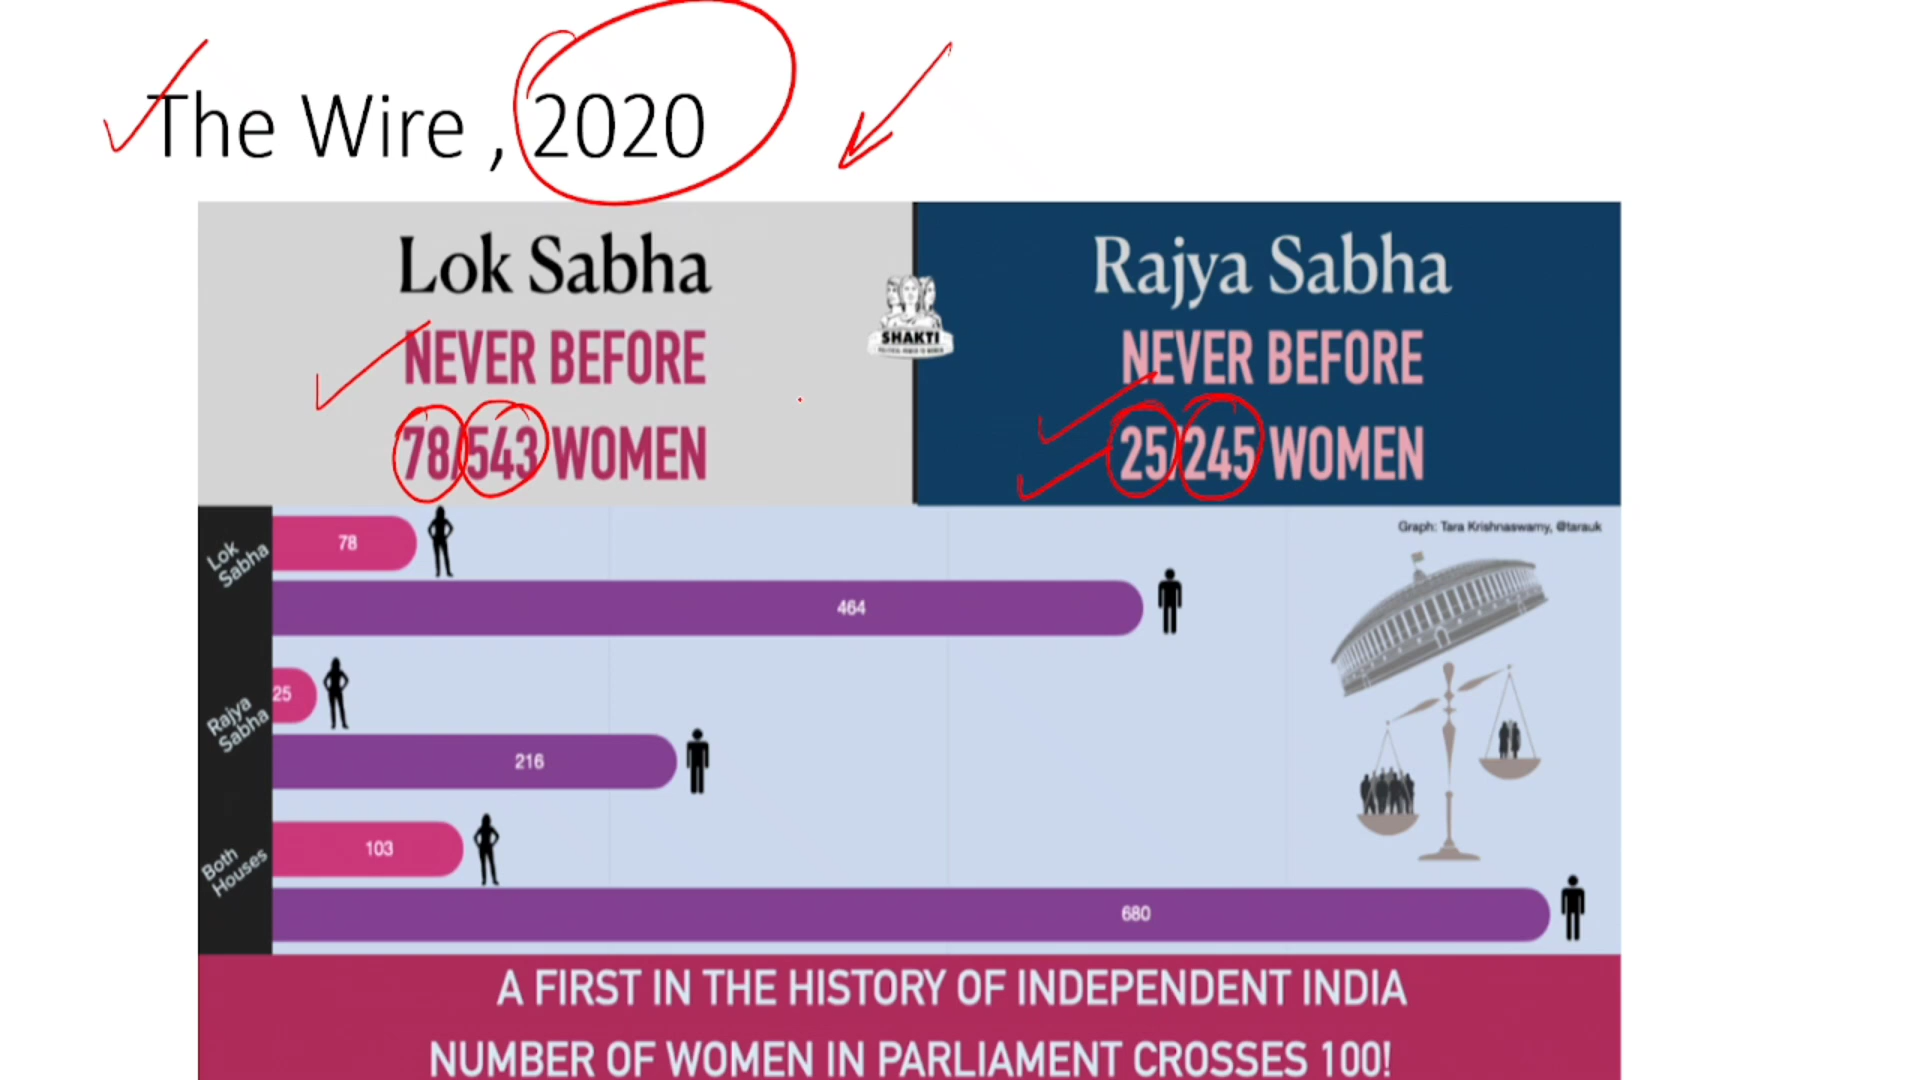 The Wire , 2020
Lok Sabha
NEVER BEFORE
78/543 WOMEN
SHAKTI
Rajya Sabha
NEVER BEFORE
25/245 WOMEN
Graph: Tara Krishnaswamy, @tarauk
Lok
Sabha
78
464
Rajya
Sabha
25
216
Both
Houses
103
680
A FIRST IN THE HISTORY OF INDEPENDENT INDIA
NUMBER OF WOMEN IN PARLIAMENT CROSSES 100!